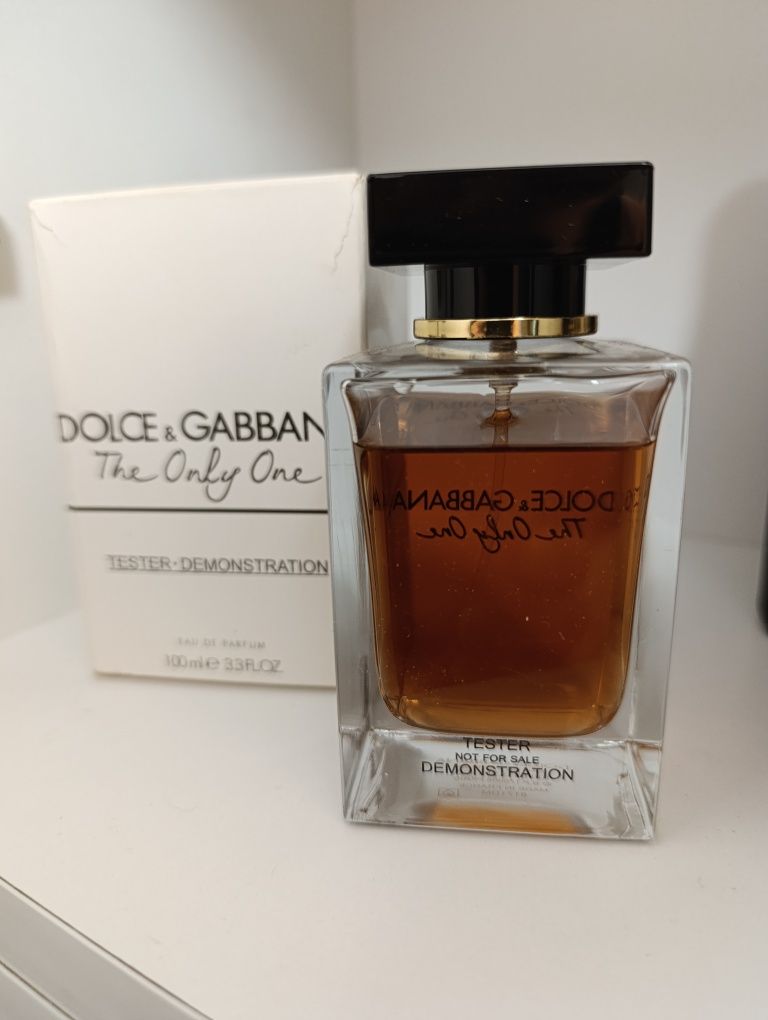 DOLCE & GABBAN
The Only One
TESTER·DEMONSTRATION
EAU DE PARFUM
100 ml e 3.3 FL.OZ
DOLCE & GABBANA
The Only One
TESTER
NOT FOR SALE
DEMONSTRATION